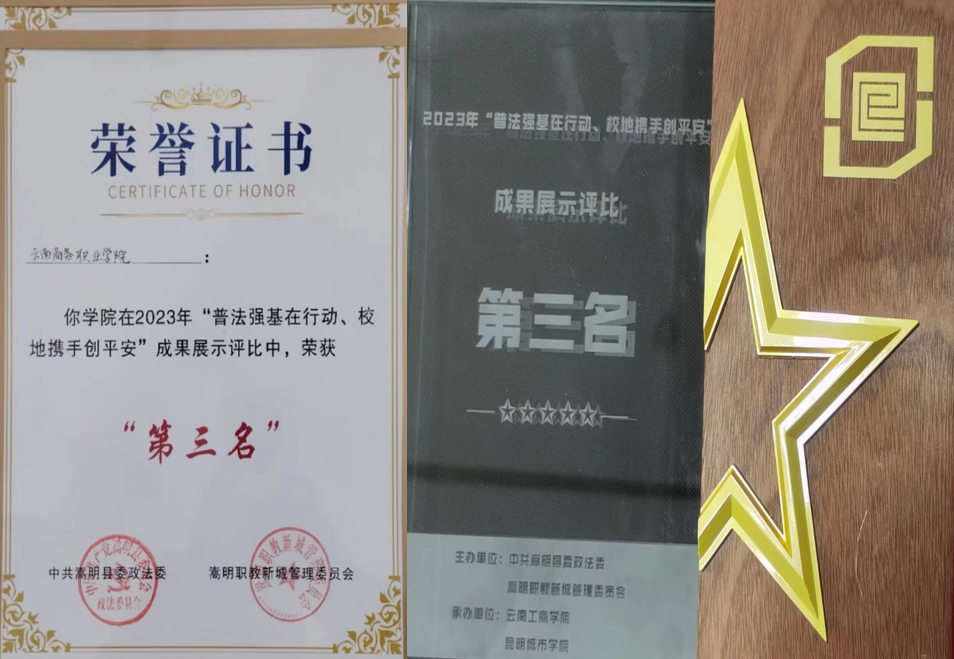 荣誉证书
CERTIFICATE OF HONOR
云南商务职业学院：
你学院在2023年“普法强基在行动、校
地携手创平安”成果展示评比中，荣获
“第三名”
中共嵩明县委政法委
嵩明职教新城管理委员会
政法委员会
2023年“普法强基在行动、校地携手创平安”
成果展示评比
第三名
主办单位：中共嵩明县委政法委
嵩明职教新城管理委员会
承办单位：云南工商学院
昆明城市学院